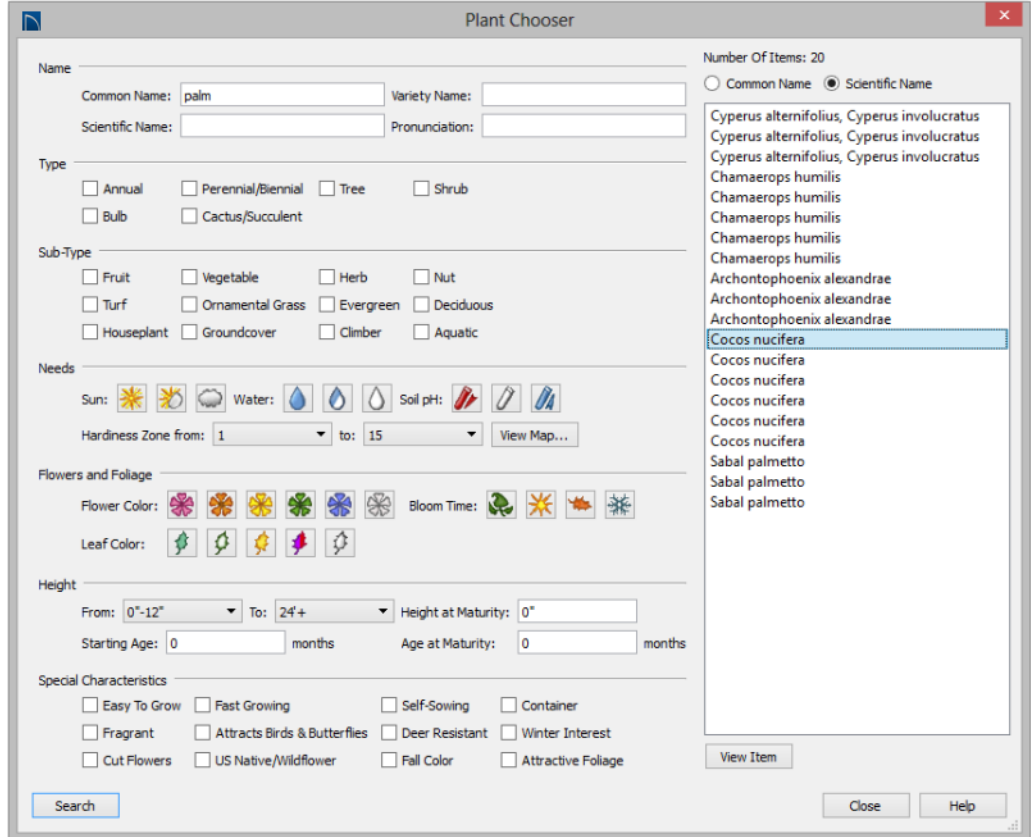 Plant Chooser
Name
Common Name: palm Variety Name:
Scientific Name: Pronunciation:
Type
Annual Perennial/Biennial Tree Shrub
Bulb Cactus/Succulent
Sub-Type
Fruit Vegetable Herb Nut
Turf Ornamental Grass Evergreen Deciduous
Houseplant Groundcover Climber Aquatic
Needs
Sun: Water: Soil pH:
Hardiness Zone from: 1 to: 15 View Map...
Flowers and Foliage
Flower Color: Bloom Time:
Leaf Color:
Height
From: 0"-12" To: 24'+ Height at Maturity: 0"
Starting Age: 0 months Age at Maturity: 0 months
Special Characteristics
Easy To Grow Fast Growing Self-Sowing Container
Fragrant Attracts Birds & Butterflies Deer Resistant Winter Interest
Cut Flowers US Native/Wildflower Fall Color Attractive Foliage
Search
Number Of Items: 20
Common Name Scientific Name
Cyperus alternifolius, Cyperus involucratus
Cyperus alternifolius, Cyperus involucratus
Cyperus alternifolius, Cyperus involucratus
Chamaerops humilis
Chamaerops humilis
Chamaerops humilis
Chamaerops humilis
Chamaerops humilis
Archontophoenix alexandrae
Archontophoenix alexandrae
Archontophoenix alexandrae
Cocos nucifera
Cocos nucifera
Cocos nucifera
Cocos nucifera
Cocos nucifera
Cocos nucifera
Sabal palmetto
Sabal palmetto
Sabal palmetto
View Item
Close Help